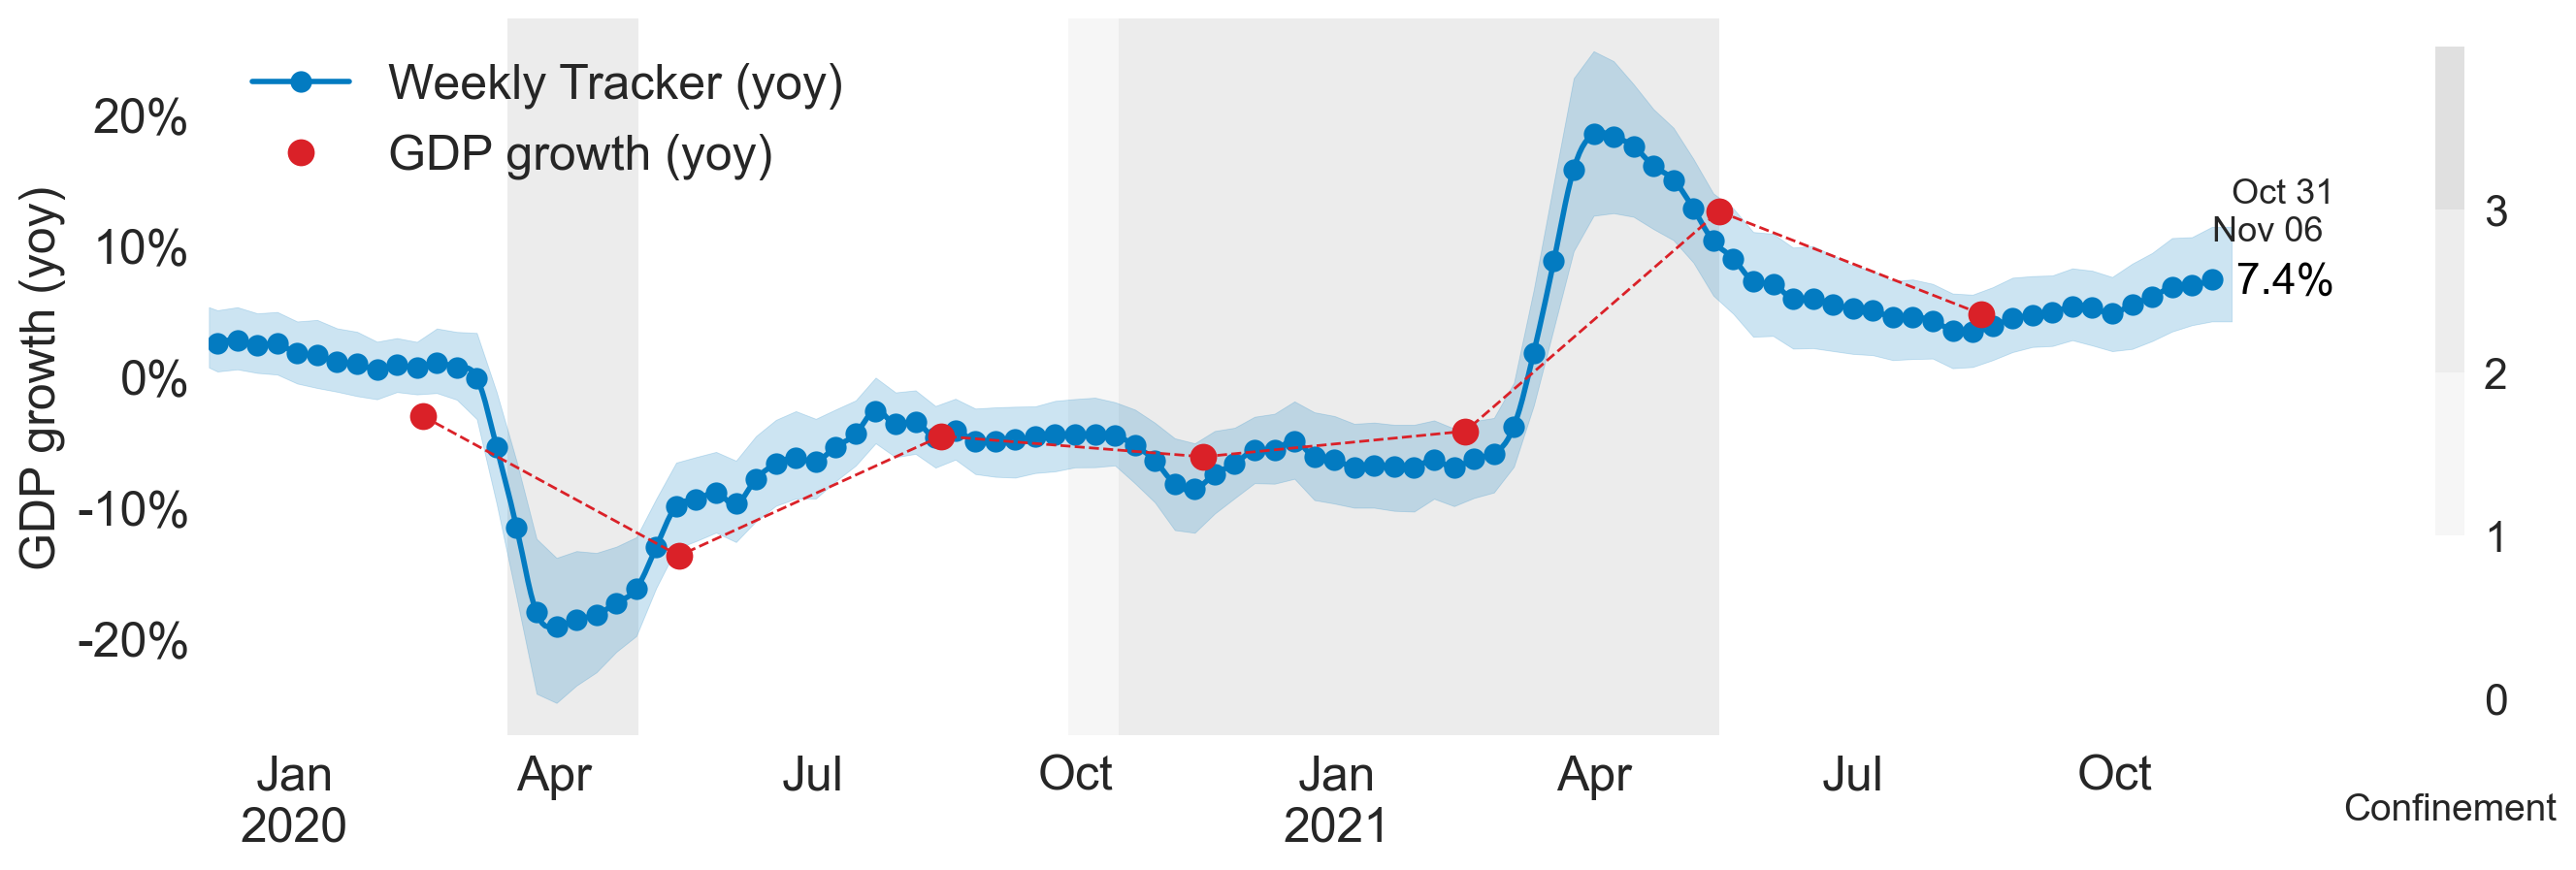 Weekly Tracker (yoy)
GDP growth (yoy)
GDP growth (yoy)
20%
10%
0%
-10%
-20%
Oct 31
Nov 06
7.4%
3
2
1
0
Jan Apr Jul Oct Jan Apr Jul Oct
2020 2021
Confinement